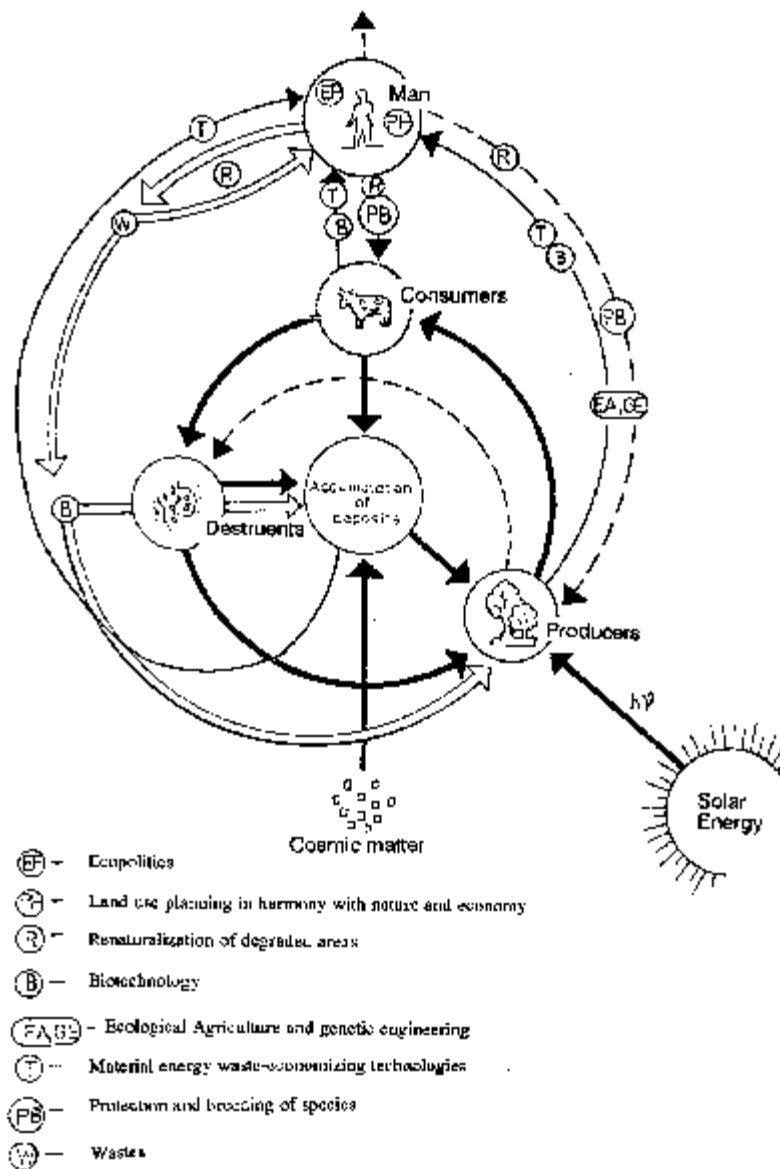 Man
EP
PH
T
R
R
W
T
R
PB
B
T
B
Consumers
PB
EA,GE
Accumulation
of
deposits
B
Destruents
Producers
hν
Solar
Energy
Cosmic matter
EP – Ecopolitics
– Land use planning in harmony with nature and economy
R – Renaturalization of degraded areas
B – Biotechnology
EA,GE – Ecological Agriculture and genetic engineering
T – Material energy waste-economizing technologies
PB – Protection and breeding of species
W – Wastes